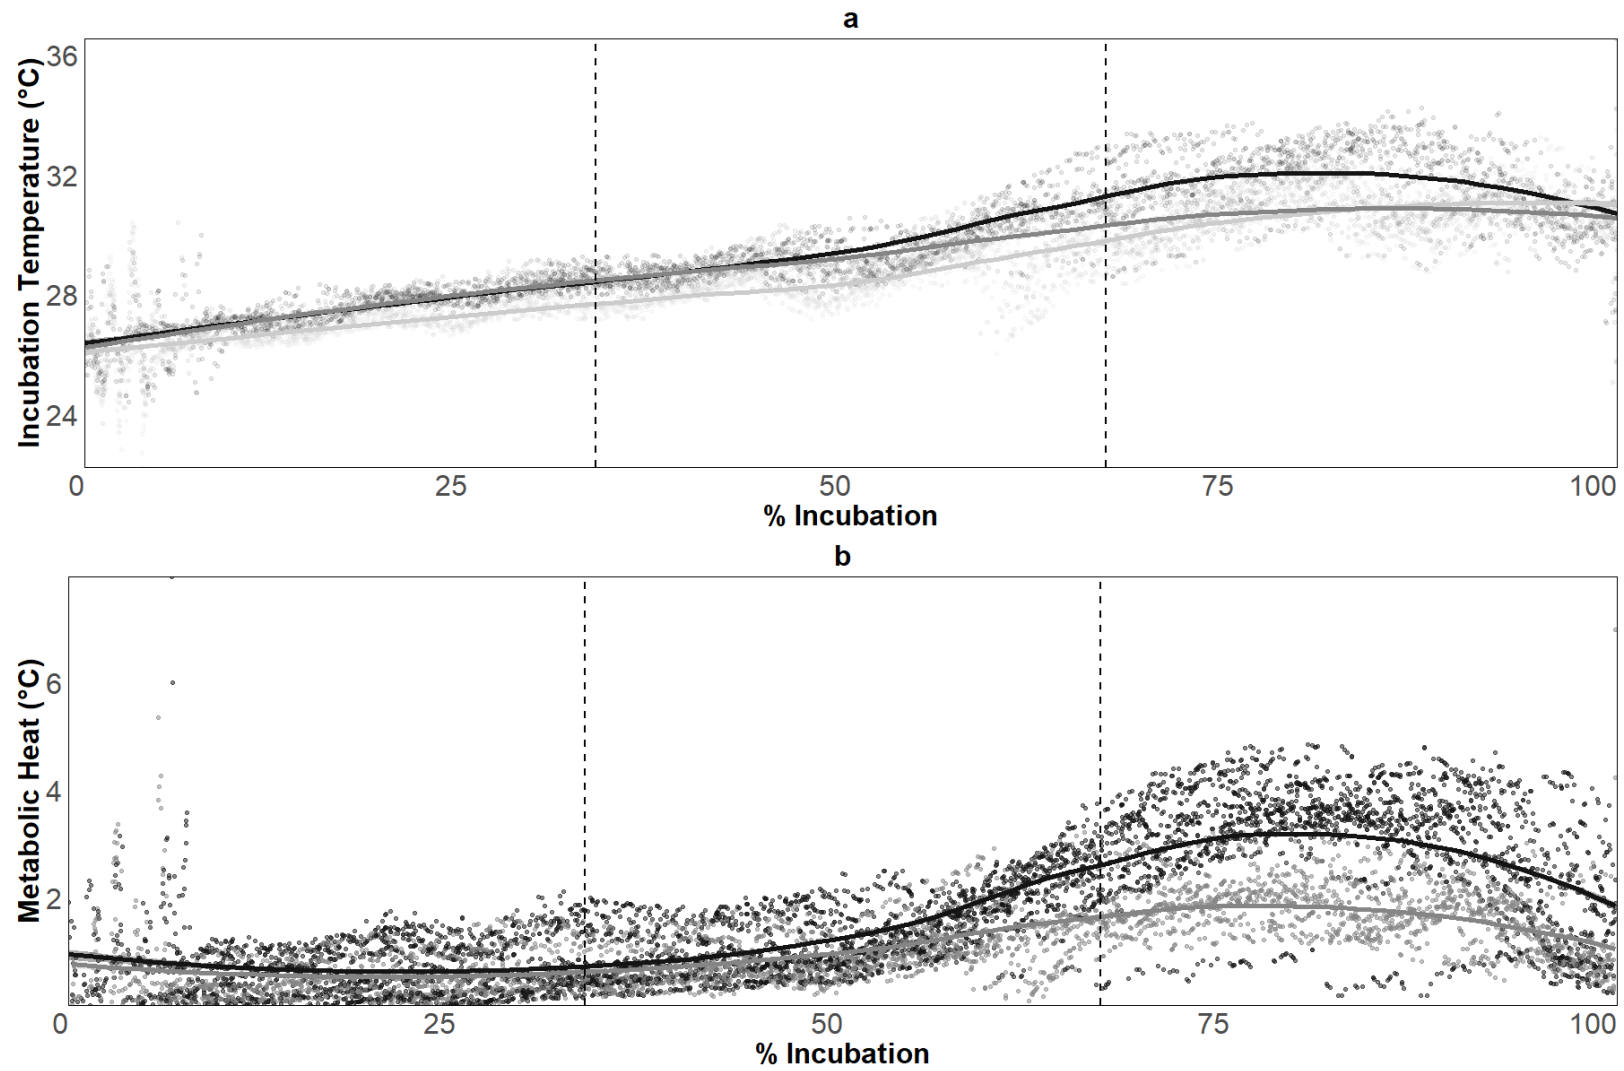 a
Incubation Temperature (°C)
36
32
28
24
0 25 50 75 100
% Incubation
b
Metabolic Heat (°C)
6
4
2
0 25 50 75 100
% Incubation